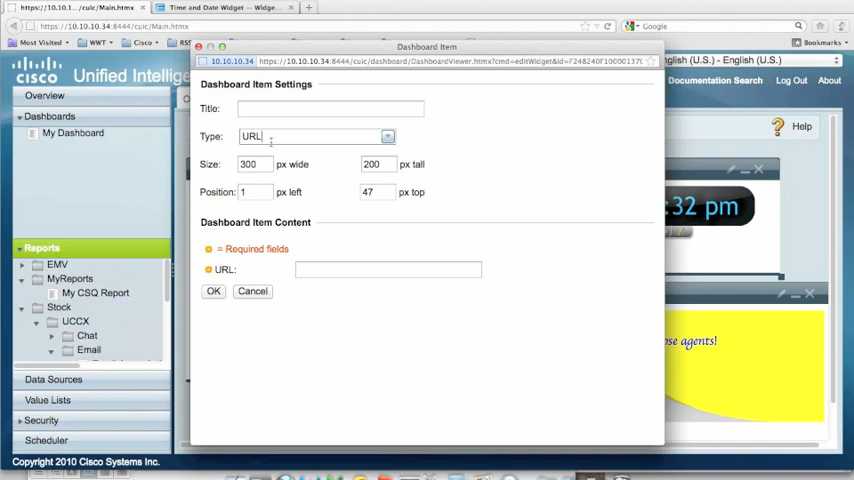 https://10.10.1... cuic/Main.htmx
Time and Date Widget — Widge...
https://10.10.10.34:8444/cuic/Main.htmx
Google
Most Visited
WWT
Cisco
RSS
Bookmarks
Dashboard Item
10.10.10.34
https://10.10.10.34:8444/cuic/dashboard/DashboardViewer.htmx?cmd=editWidget&id=F248240F10000137
CISCO
Unified Intellig
English (U.S.) - English (U.S.)
Documentation Search
Log Out
About
Overview
Dashboards
My Dashboard
Help
Dashboard Item Settings
Title:
Type:
URL
Size:
300
px wide
200
px tall
Position:
1
px left
47
px top
:32 pm
Dashboard Item Content
= Required fields
URL:
OK
Cancel
Reports
EMV
MyReports
My CSQ Report
Stock
UCCX
Chat
Email
ose agents!
Data Sources
Value Lists
Security
Scheduler
Copyright 2010 Cisco Systems Inc.